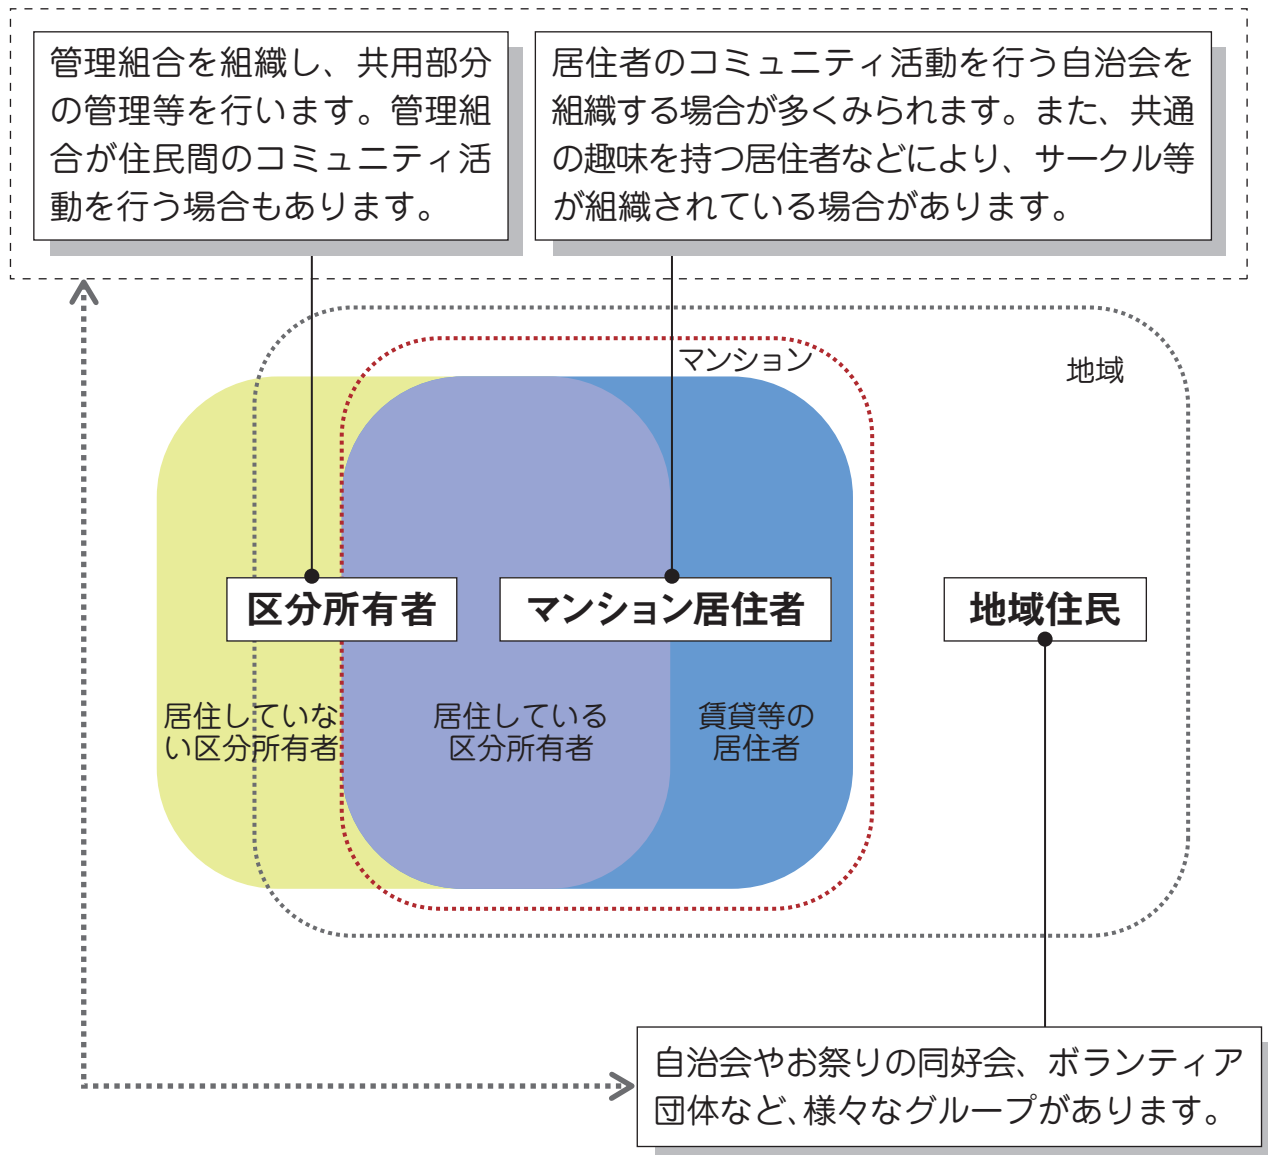 管理組合を組織し、共用部分
の管理等を行います。管理組
合が住民間のコミュニティ活
動を行う場合もあります。
居住者のコミュニティ活動を行う自治会を
組織する場合が多くみられます。また、共通
の趣味を持つ居住者などにより、サークル等
が組織されている場合があります。
マンション
地域
区分所有者
マンション居住者
地域住民
居住していな
い区分所有者
居住している
区分所有者
賃貸等の
居住者
自治会やお祭りの同好会、ボランティア
団体など、様々なグループがあります。